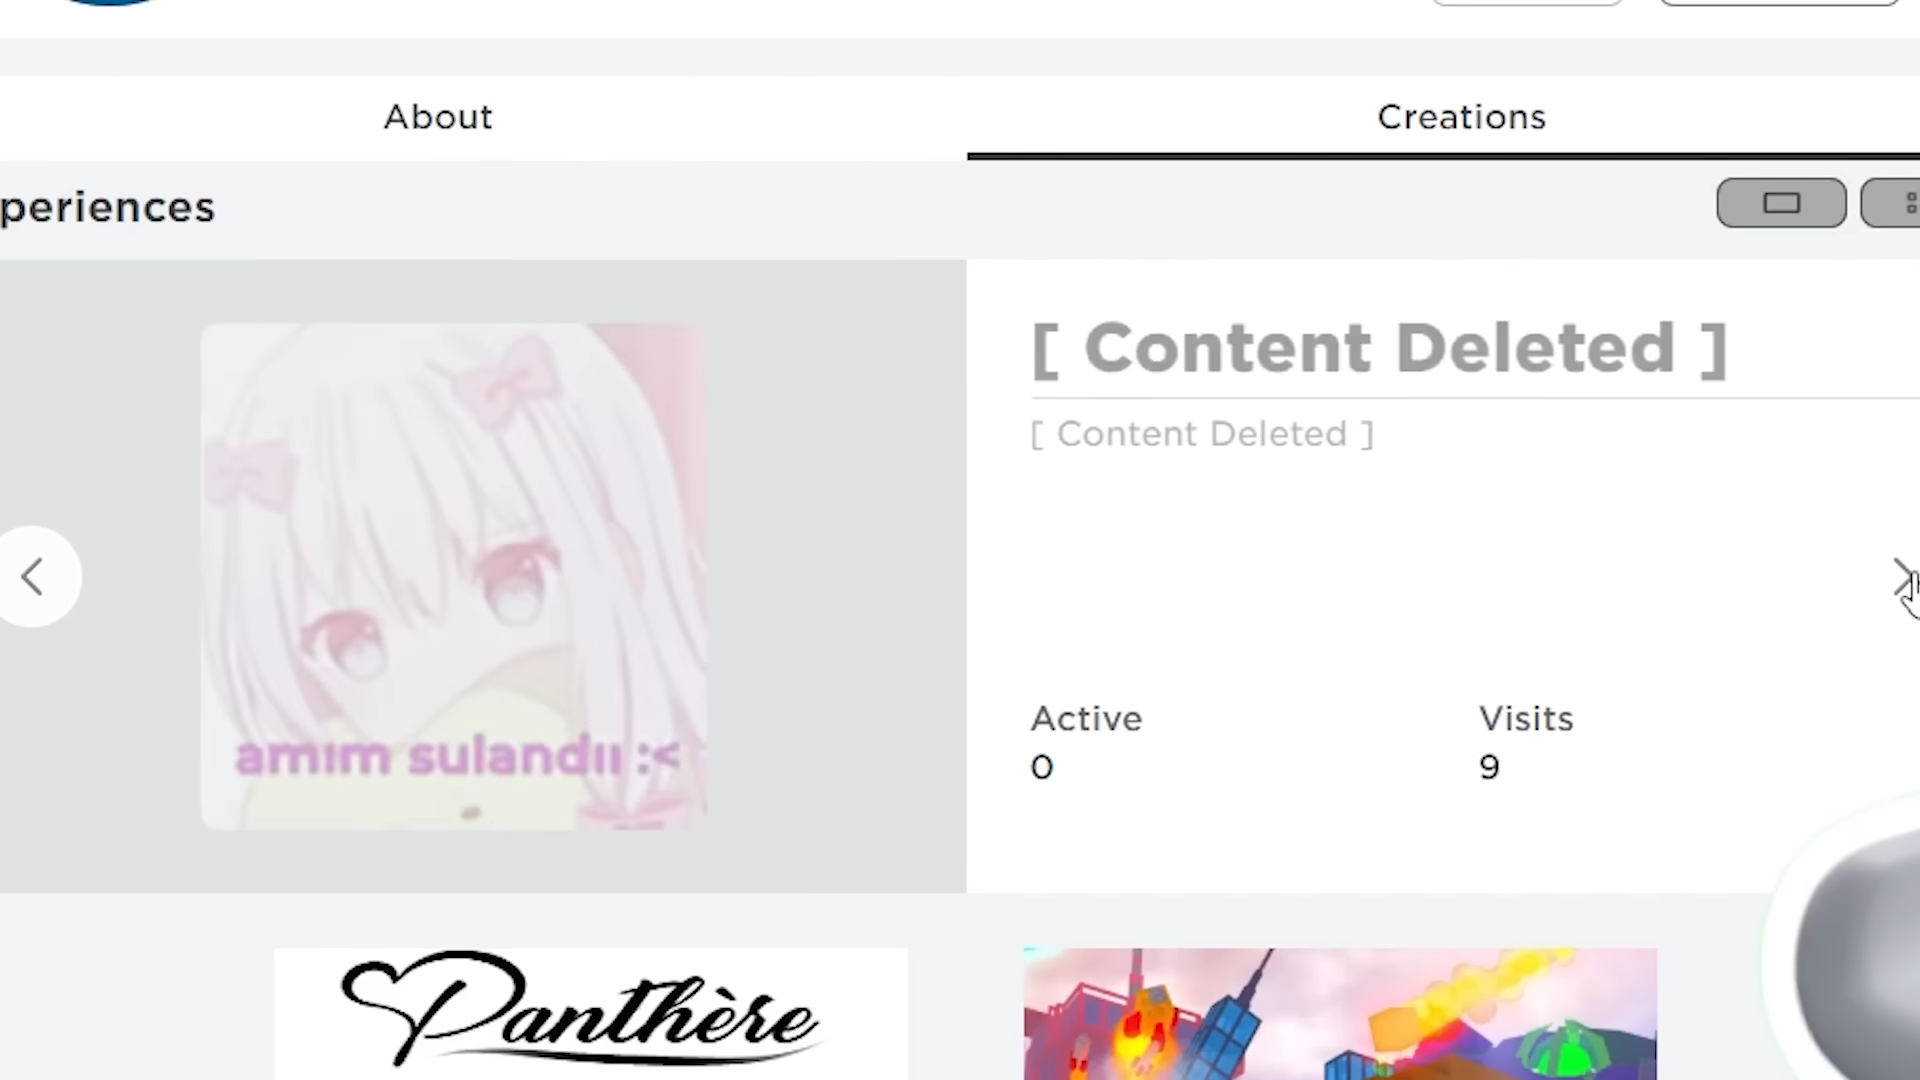 About
Creations
periences
[ Content Deleted ]
[ Content Deleted ]
amım sulandıı :<
Active
Visits
0
9
Panthère